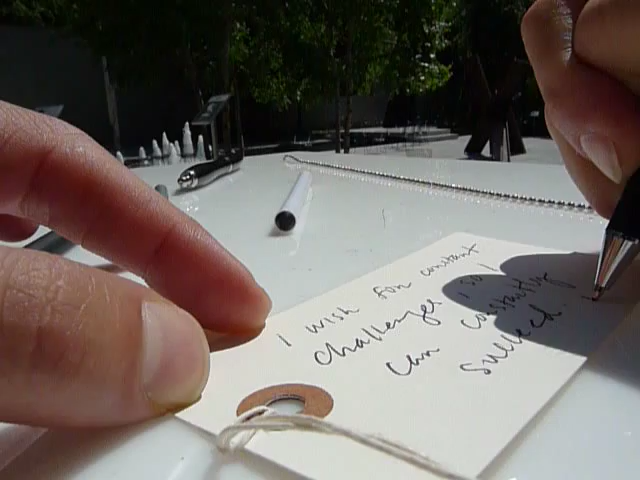 I wish for constant
challenges so I
can constantly
succeed!